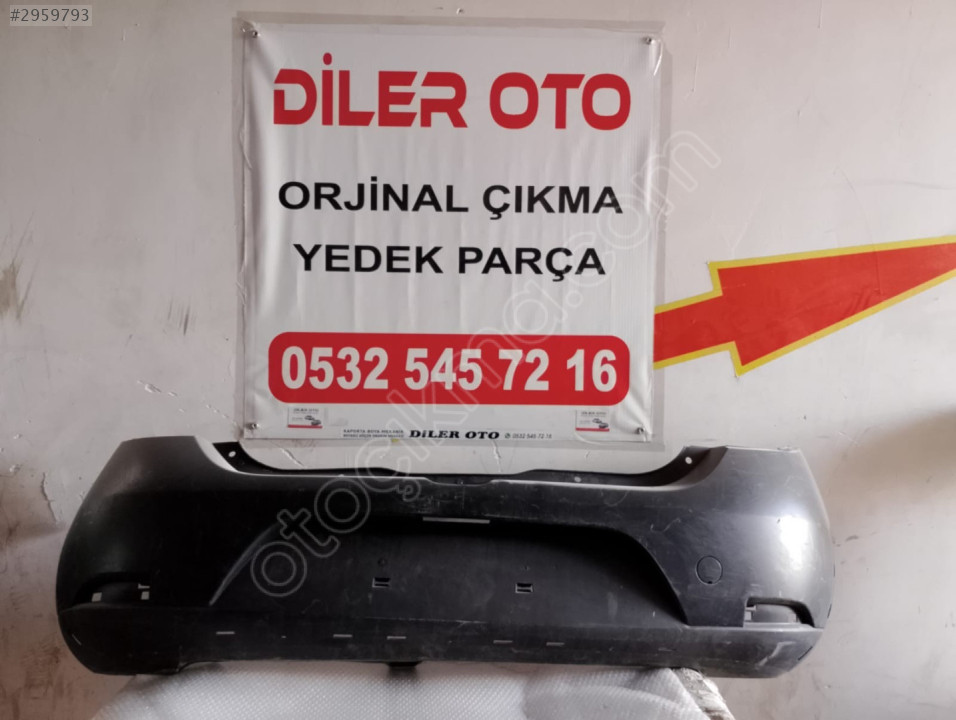 #2959793
DİLER OTO
ORJİNAL ÇIKMA
YEDEK PARÇA
0532 545 72 16
DİLER OTO
0532 545 72 16
otoçıkma.com